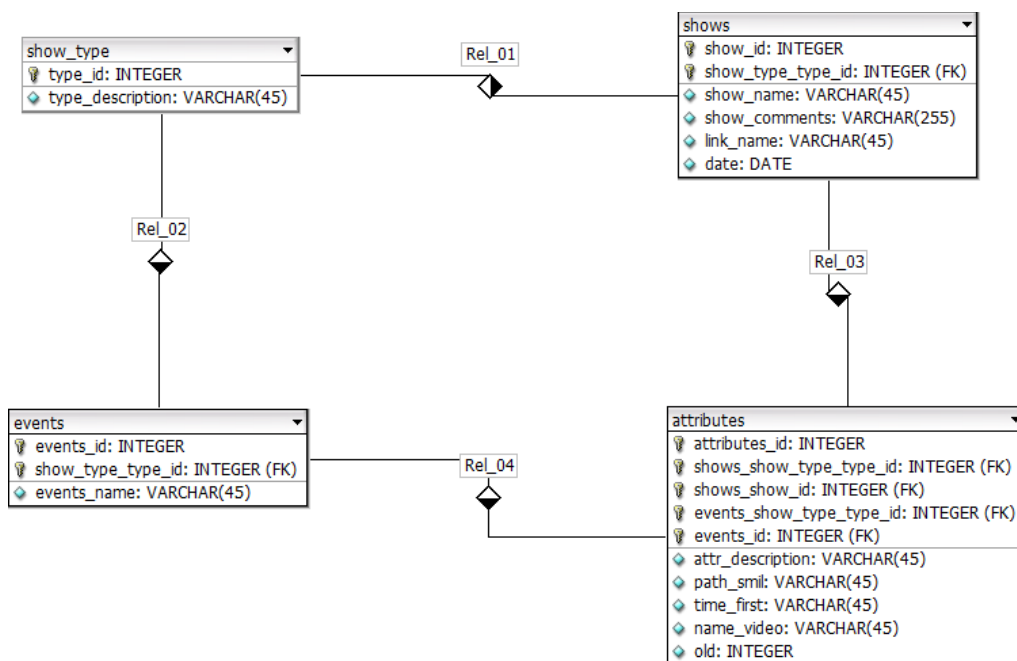 show_type
type_id: INTEGER
type_description: VARCHAR(45)
Rel_01
shows
show_id: INTEGER
show_type_type_id: INTEGER (FK)
show_name: VARCHAR(45)
show_comments: VARCHAR(255)
link_name: VARCHAR(45)
date: DATE
Rel_02
Rel_03
events
events_id: INTEGER
show_type_type_id: INTEGER (FK)
events_name: VARCHAR(45)
Rel_04
attributes
attributes_id: INTEGER
shows_show_type_type_id: INTEGER (FK)
shows_show_id: INTEGER (FK)
events_show_type_type_id: INTEGER (FK)
events_id: INTEGER (FK)
attr_description: VARCHAR(45)
path_smil: VARCHAR(45)
time_first: VARCHAR(45)
name_video: VARCHAR(45)
old: INTEGER